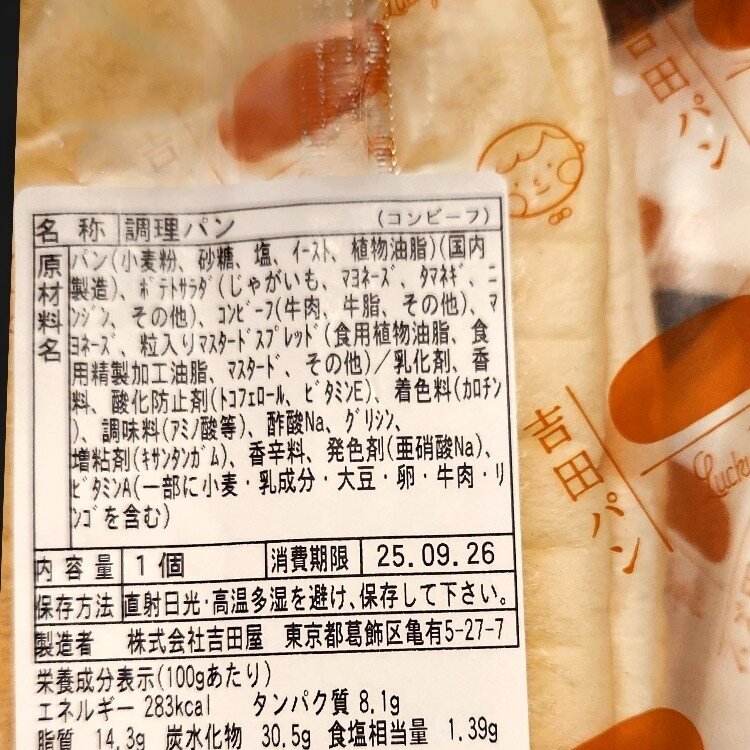 名 称 調理パン (コンビーフ)
原材料名
パン(小麦粉、砂糖、塩、ｲｰｽﾄ、植物油脂)(国内
製造)、ﾎﾟﾃﾄｻﾗﾀﾞ(じゃがいも、ﾏﾖﾈｰｽﾞ、ﾀﾏﾈｷﾞ、ﾆ
ﾝｼﾞﾝ、その他)、ｺﾝﾋﾞｰﾌ(牛肉、牛脂、その他)、ﾏ
ﾖﾈｰｽﾞ、粒入りﾏｽﾀｰﾄﾞｽﾌﾟﾚｯﾄﾞ(食用植物油脂、食
用精製加工油脂、ﾏｽﾀｰﾄﾞ、その他)／乳化剤、香
料、酸化防止剤(ﾄｺﾌｪﾛｰﾙ、ﾋﾞﾀﾐﾝE)、着色料(ｶﾛﾁﾝ
)、調味料(ｱﾐﾉ酸等)、酢酸Na、ｸﾞﾘｼﾝ、
増粘剤(ｷｻﾝﾀﾝｶﾞﾑ)、香辛料、発色剤(亜硝酸Na)、
ﾋﾞﾀﾐﾝA(一部に小麦・乳成分・大豆・卵・牛肉・ﾘ
ﾝｺﾞを含む)
内容量 1個 消費期限 25.09.26
保存方法 直射日光・高温多湿を避け、保存して下さい。
製造者 株式会社吉田屋 東京都葛飾区亀有5-27-7
栄養成分表示(100gあたり)
エネルギー 283kcal タンパク質 8.1g
脂質 14.3g 炭水化物 30.5g 食塩相当量 1.39g
吉田パン
吉田パン
Lucky